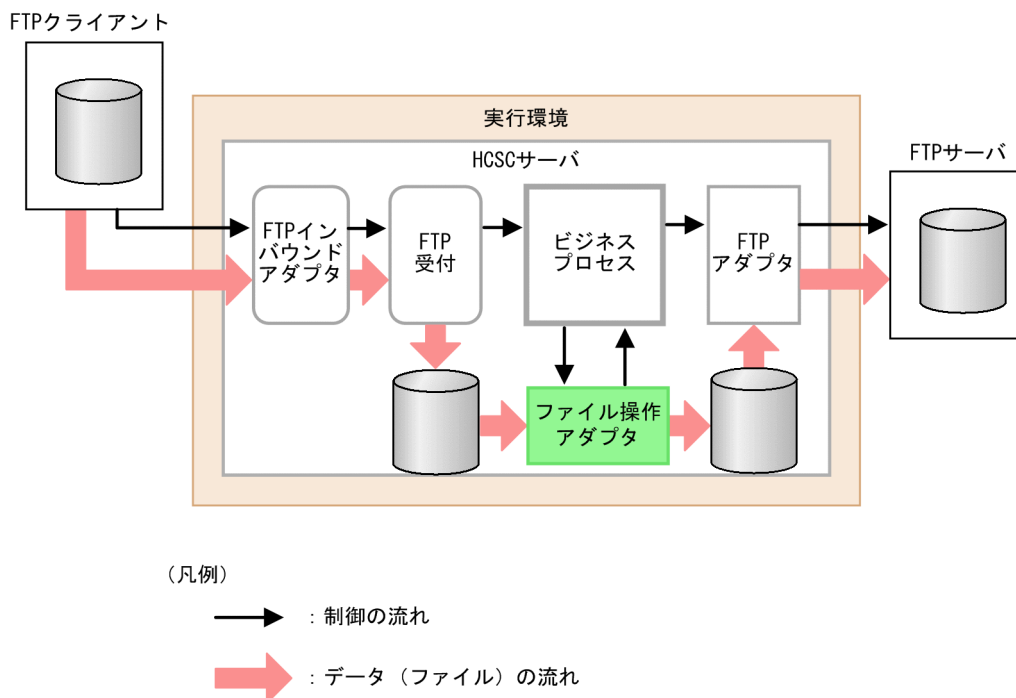 FTPクライアント
実行環境
HCSCサーバ
FTPサーバ
FTPイン
バウンド
アダプタ
FTP
受付
ビジネス
プロセス
FTP
アダプタ
ファイル操作
アダプタ
（凡例）
：制御の流れ
：データ（ファイル）の流れ